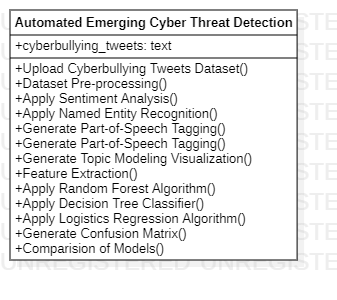 Automated Emerging Cyber Threat Detection
+cyberbullying_tweets: text
+Upload Cyberbullying Tweets Dataset()
+Dataset Pre-processing()
+Apply Sentiment Analysis()
+Apply Named Entity Recognition()
+Generate Part-of-Speech Tagging()
+Generate Part-of-Speech Tagging()
+Generate Topic Modeling Visualization()
+Feature Extraction()
+Apply Random Forest Algorithm()
+Apply Decision Tree Classifier()
+Apply Logistics Regression Algorithm()
+Generate Confusion Matrix()
+Comparision of Models()
UNREGISTERED UNREGISTE